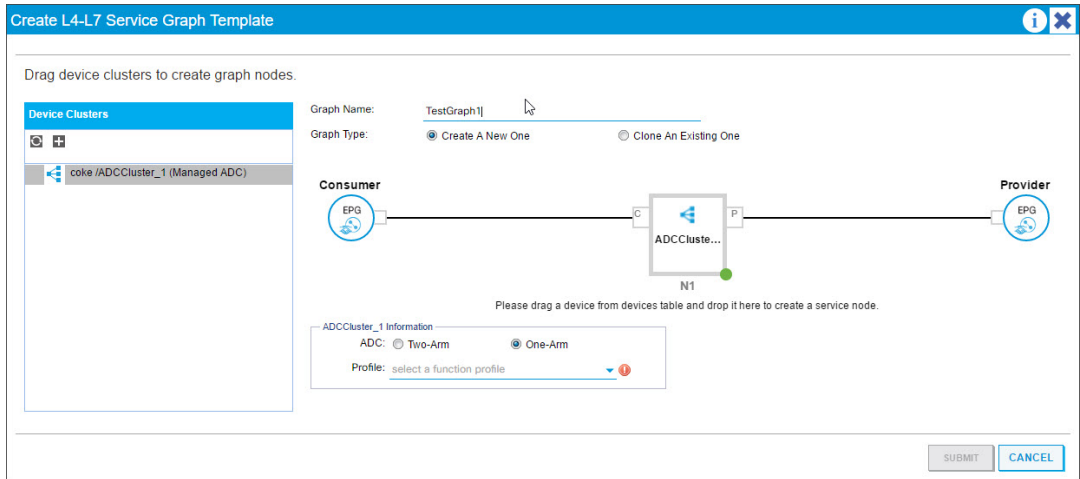 Create L4-L7 Service Graph Template
Drag device clusters to create graph nodes.
Device Clusters
coke /ADCCluster_1 (Managed ADC)
Graph Name: TestGraph1
Graph Type: Create A New One Clone An Existing One
Consumer
Provider
EPG
C
P
EPG
ADCCluste...
N1
Please drag a device from devices table and drop it here to create a service node.
ADCCluster_1 Information
ADC: Two-Arm One-Arm
Profile: select a function profile
SUBMIT CANCEL